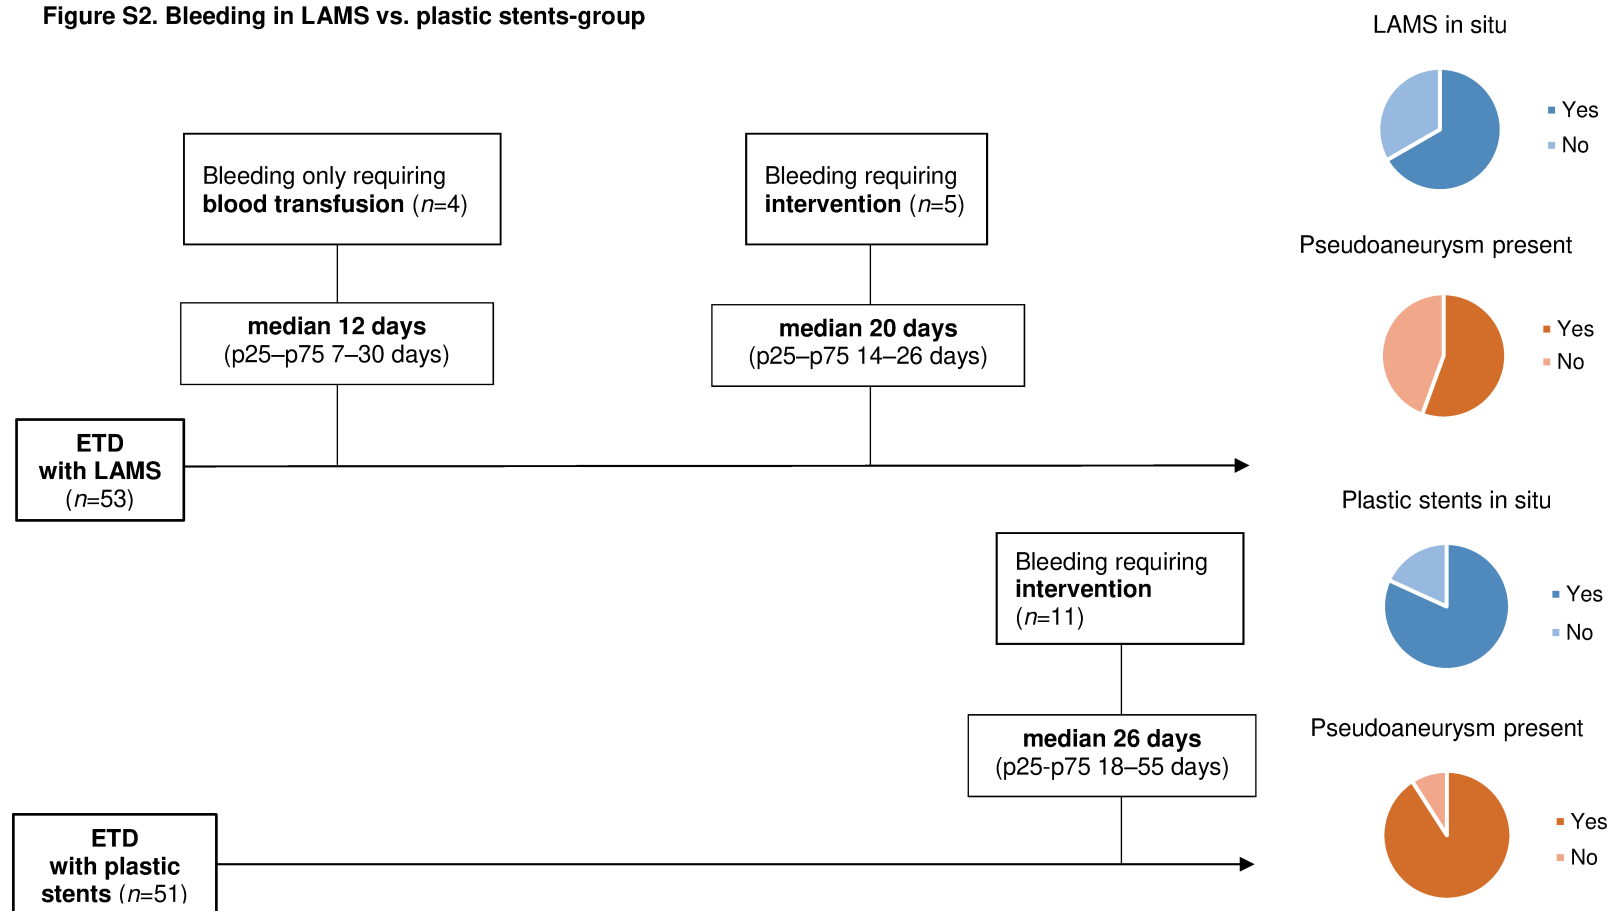 Figure S2. Bleeding in LAMS vs. plastic stents-group
Bleeding only requiring
blood transfusion (n=4)
Bleeding requiring
intervention (n=5)
median 12 days
(p25–p75 7–30 days)
median 20 days
(p25–p75 14–26 days)
ETD
with LAMS
(n=53)
LAMS in situ
Yes
No
Pseudoaneurysm present
Yes
No
Bleeding requiring
intervention
(n=11)
median 26 days
(p25-p75 18–55 days)
ETD
with plastic
stents (n=51)
Plastic stents in situ
Yes
No
Pseudoaneurysm present
Yes
No